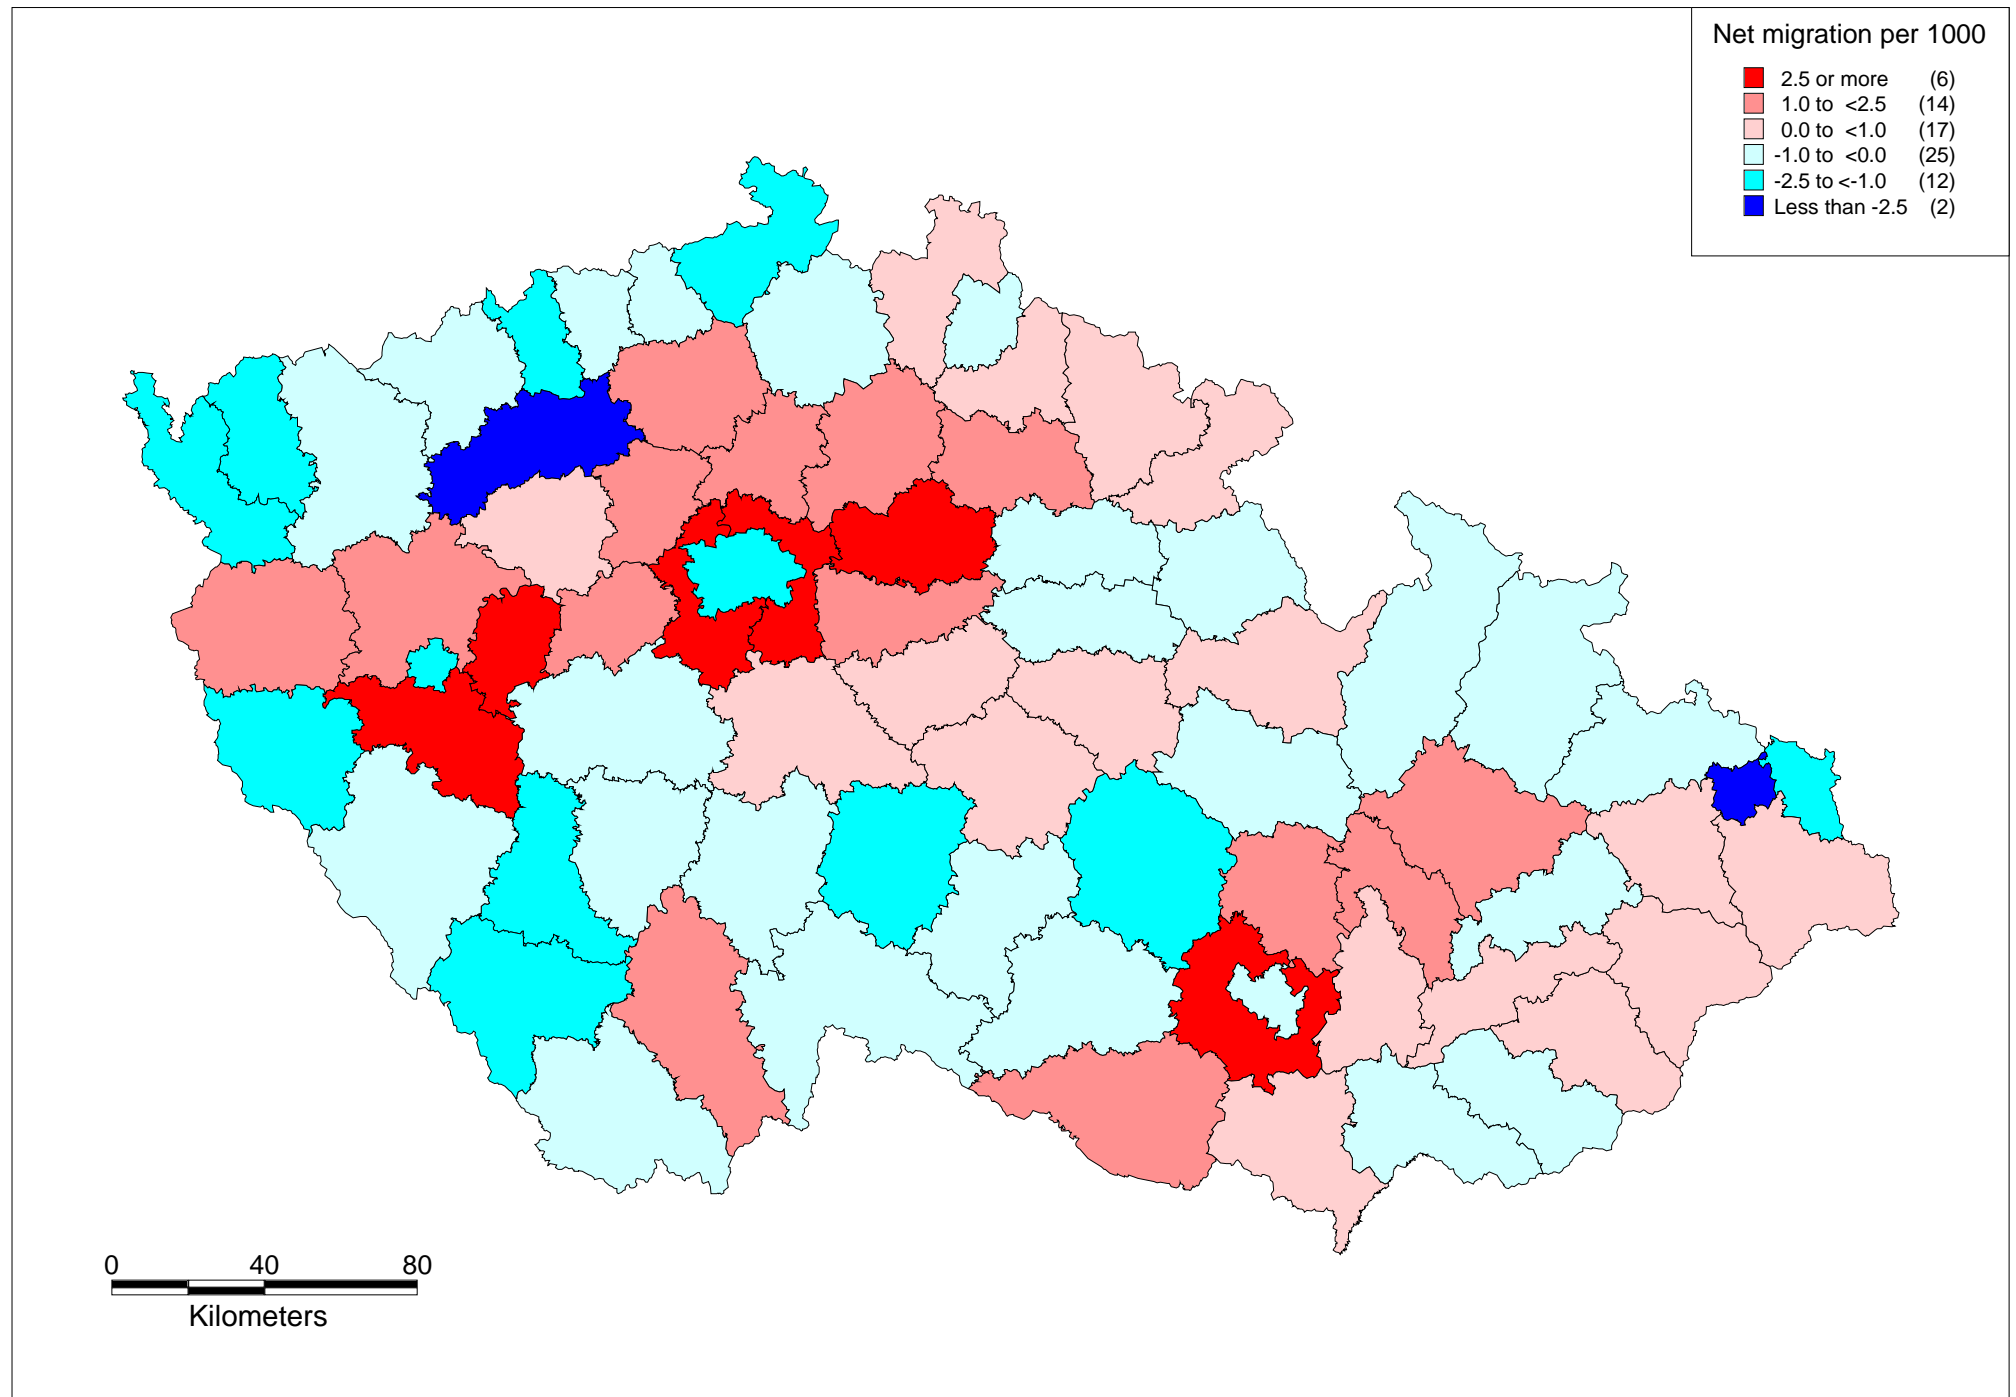 Net migration per 1000
2.5 or more (6)
1.0 to <2.5 (14)
0.0 to <1.0 (17)
-1.0 to <0.0 (25)
-2.5 to <-1.0 (12)
Less than -2.5 (2)
0 40 80
Kilometers